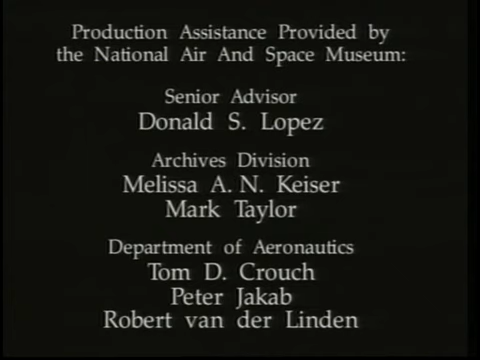 Production Assistance Provided by
the National Air And Space Museum:
Senior Advisor
Donald S. Lopez
Archives Division
Melissa A. N. Keiser
Mark Taylor
Department of Aeronautics
Tom D. Crouch
Peter Jakab
Robert van der Linden